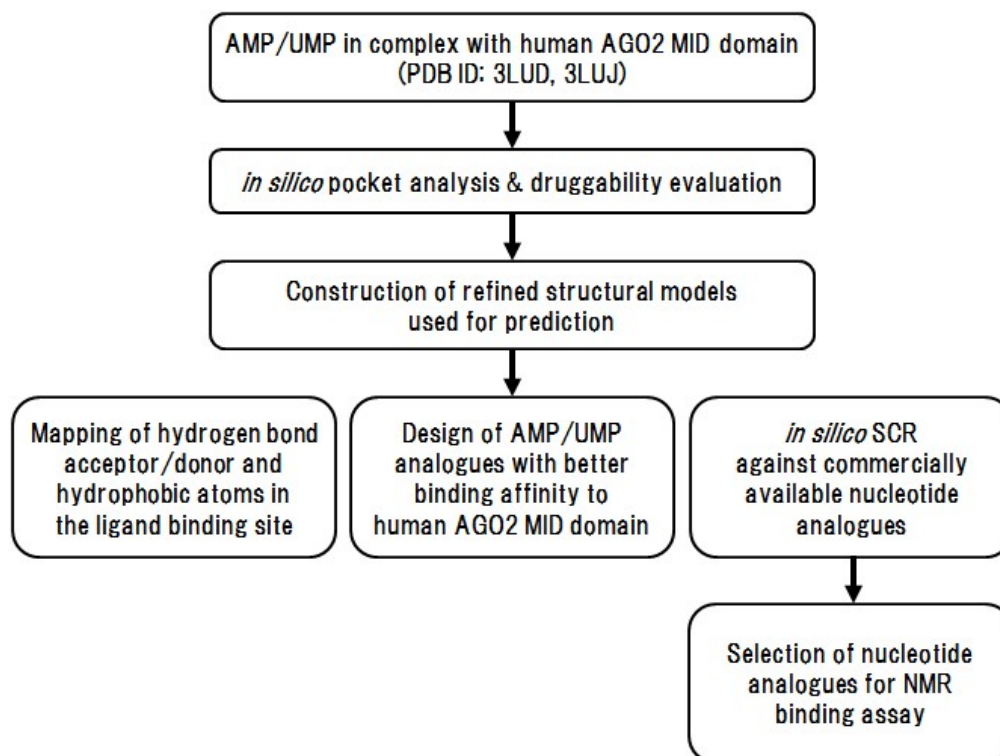 AMP/UMP in complex with human AGO2 MID domain
(PDB ID: 3LUD, 3LUJ)
in silico pocket analysis & druggability evaluation
Construction of refined structural models
used for prediction
Mapping of hydrogen bond
acceptor/donor and
hydrophobic atoms in
the ligand binding site
Design of AMP/UMP
analogues with better
binding affinity to
human AGO2 MID domain
in silico SCR
against commercially
available nucleotide
analogues
Selection of nucleotide
analogues for NMR
binding assay